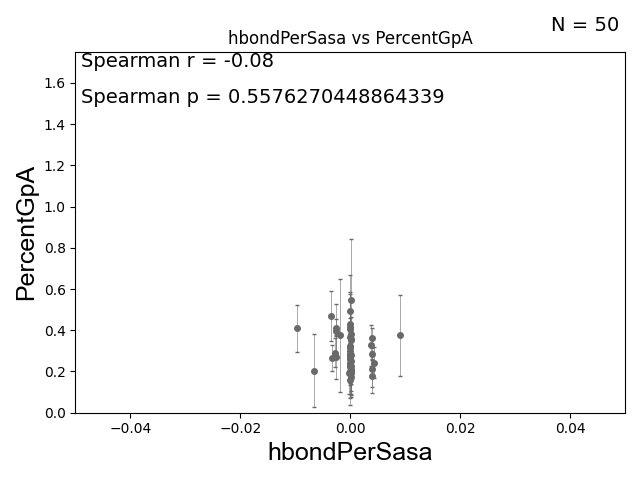 N = 50
hbondPerSasa vs PercentGpA
Spearman r = -0.08
Spearman p = 0.5576270448864339
PercentGpA
1.6
1.4
1.2
1.0
0.8
0.6
0.4
0.2
0.0
−0.04
−0.02
0.00
0.02
0.04
hbondPerSasa